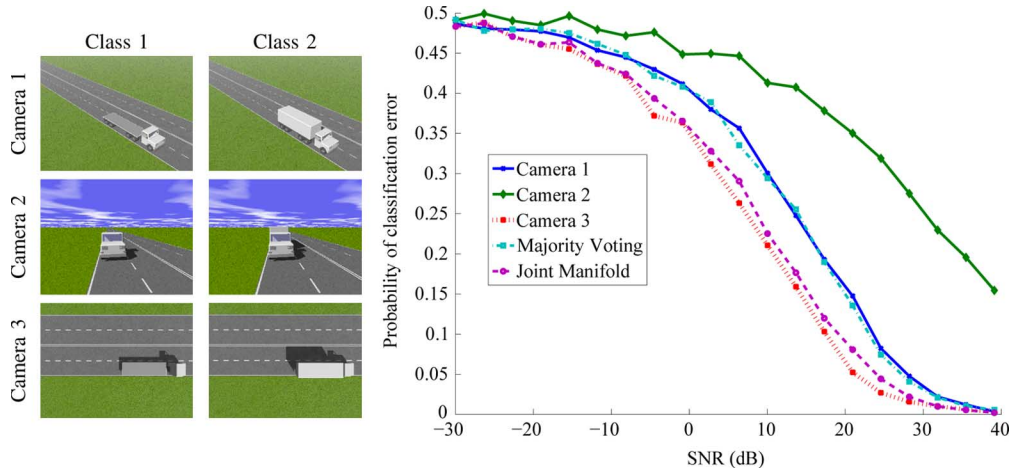 Class 1
Class 2
Camera 1
Camera 2
Camera 3
Probability of classification error
0.5
0.45
0.4
0.35
0.3
0.25
0.2
0.15
0.1
0.05
0
Camera 1
Camera 2
Camera 3
Majority Voting
Joint Manifold
−30 −20 −10 0 10 20 30 40
SNR (dB)